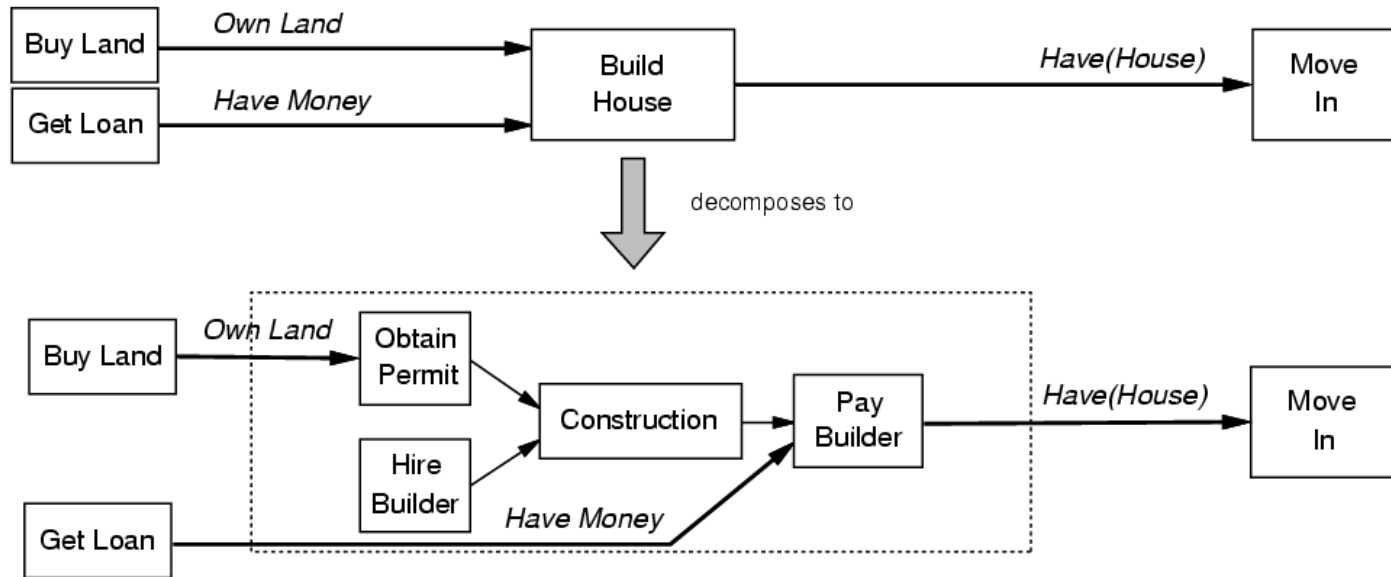 Buy Land
Own Land
Get Loan
Have Money
Build
House
Have(House)
Move
In
decomposes to
Buy Land
Own Land
Obtain
Permit
Hire
Builder
Construction
Pay
Builder
Have(House)
Move
In
Get Loan
Have Money